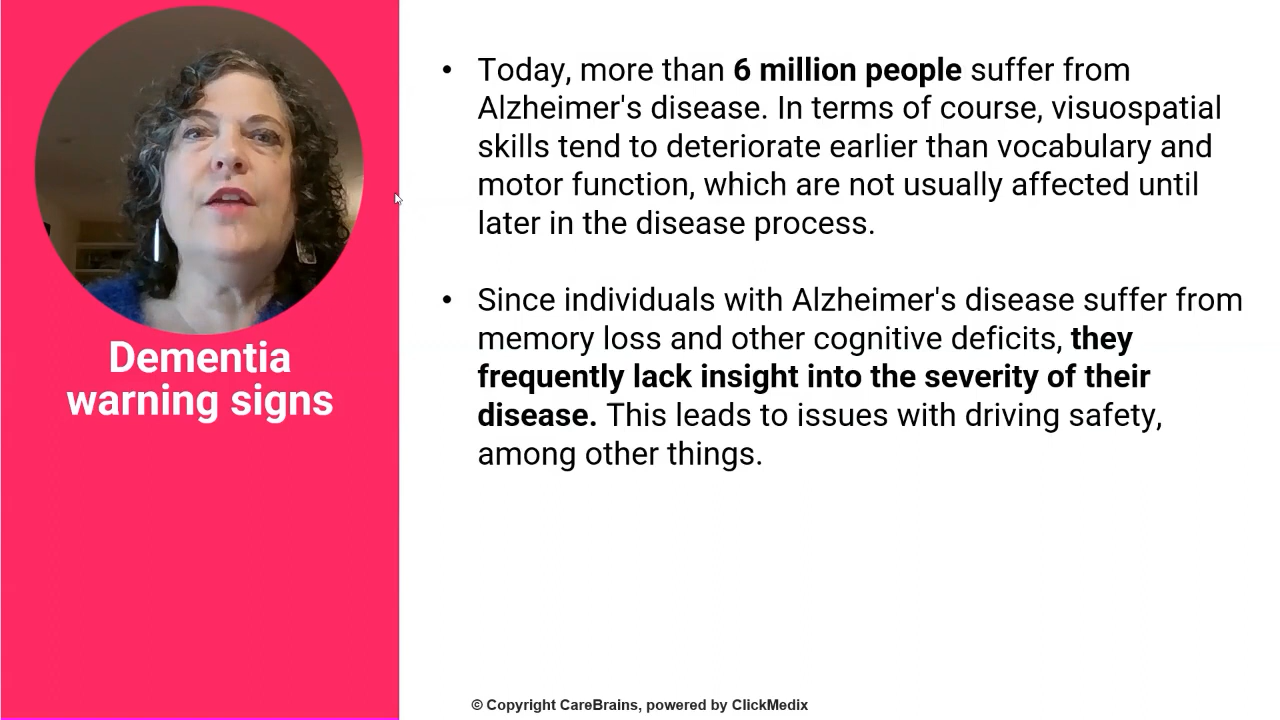 Dementia
warning signs
• Today, more than 6 million people suffer from
Alzheimer's disease. In terms of course, visuospatial
skills tend to deteriorate earlier than vocabulary and
motor function, which are not usually affected until
later in the disease process.
• Since individuals with Alzheimer's disease suffer from
memory loss and other cognitive deficits, they
frequently lack insight into the severity of their
disease. This leads to issues with driving safety,
among other things.
© Copyright CareBrains, powered by ClickMedix